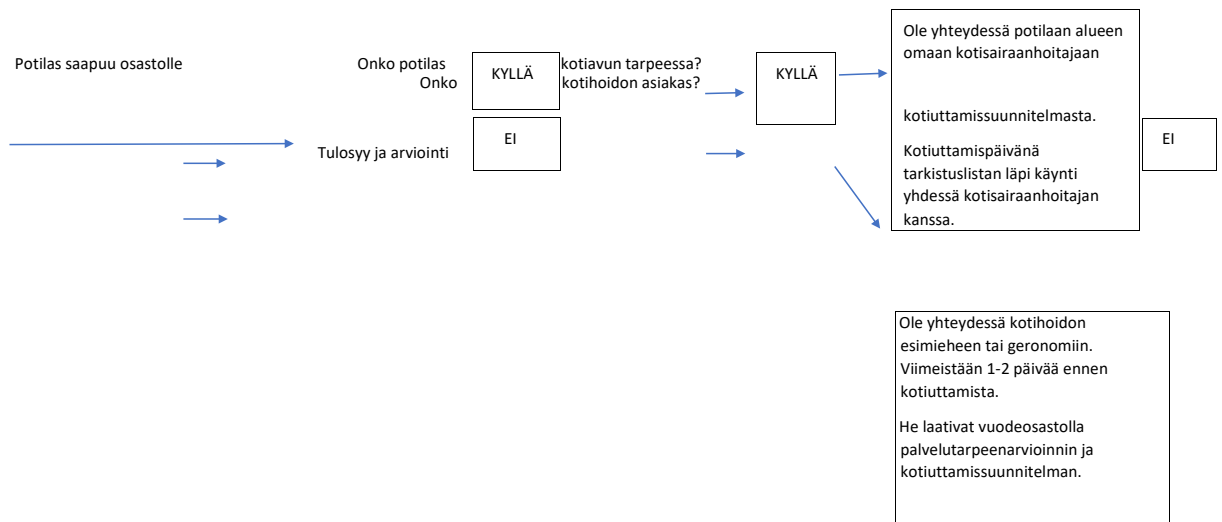 Potilas saapuu osastolle
Onko potilas
Onko
KYLLÄ
kotiavun tarpeessa?
kotihoidon asiakas?
Tulosyy ja arviointi
EI
KYLLÄ
Ole yhteydessä potilaan alueen
omaan kotisairaanhoitajaan
kotiuttamissuunnitelmasta.
Kotiuttamispäivänä
tarkistuslistan läpi käynti
yhdessä kotisairaanhoitajan
kanssa.
EI
Ole yhteydessä kotihoidon
esimieheen tai geronomiin.
Viimeistään 1-2 päivää ennen
kotiuttamista.
He laativat vuodeosastolla
palvelutarpeenarvioinnin ja
kotiuttamissuunnitelman.